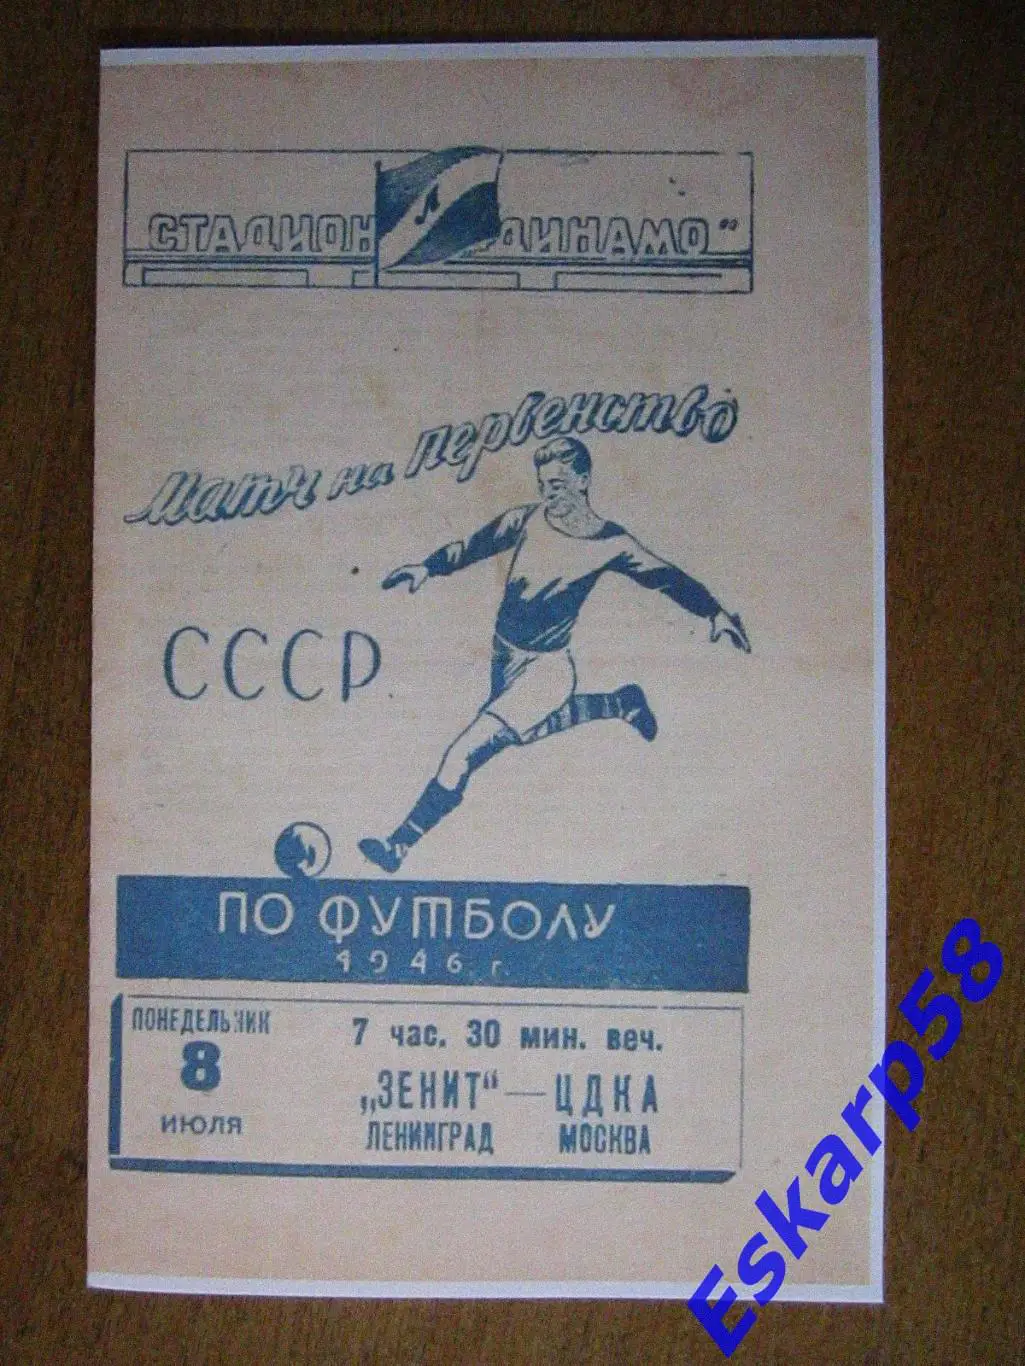 СТАДИОН „ДИНАМО"
Д
Матч на первенство
СССР
ПО ФУТБОЛУ
1946 г.
ПОНЕДЕЛЬНИК
8
ИЮЛЯ
7 час. 30 мин. веч.
„ЗЕНИТ" — ЦДКА
ЛЕНИНГРАД МОСКВА
Eskarp58